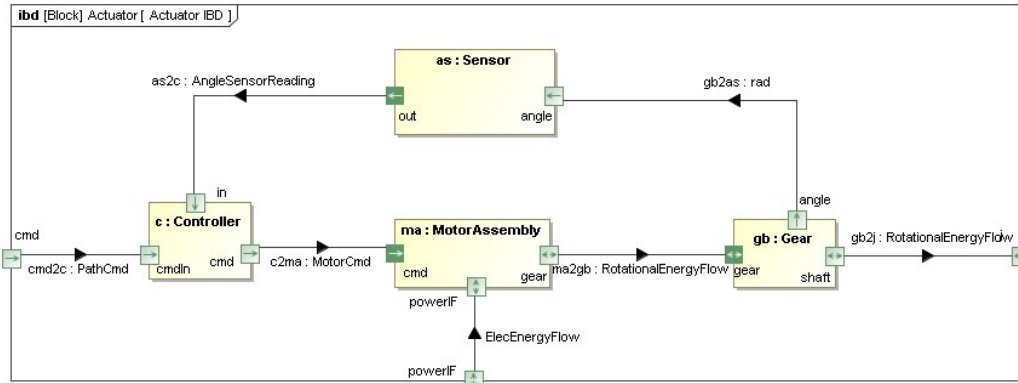 ibd [Block] Actuator [ Actuator IBD ]
as : Sensor
as2c : AngleSensorReading
gb2as : rad
out
angle
in
angle
c : Controller
ma : MotorAssembly
gb : Gear
cmd
gb2j : RotationalEnergyFlow
cmd
cmd2c : PathCmd
cmdIn
c2ma : MotorCmd
cmd
gear
ma2gb : RotationalEnergyFlow
gear
shaft
powerIF
ElecEnergyFlow
powerIF